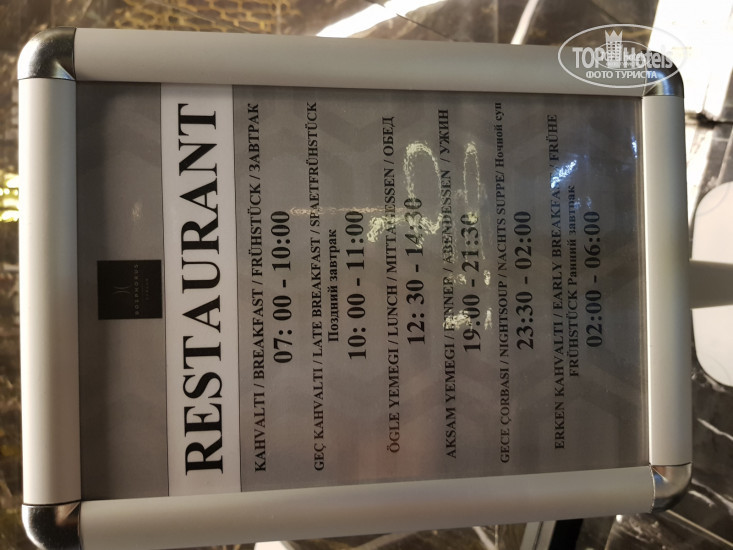 TOPHotels
ФОТО ТУРИСТА
RESTAURANT
KAHVALTI / BREAKFAST / FRÜHSTÜCK / ЗАВТРАК
07: 00 - 10:00
GEÇ KAHVALTI / LATE BREAKFAST / SPAETFRÜHSTÜCK
Поздний завтрак
10: 00 - 11:00
ÖGLE YEMEGI / LUNCH / MITTAGESSEN / ОБЕД
12: 30 - 14:30
AKSAM YEMEGI / DINNER / ABENDESSEN / УЖИН
19:00 - 21:30
GECE ÇORBASI / NIGHTSOUP / NACHTS SUPPE/ Ночной суп
23:30 - 02:00
ERKEN KAHVALTI / EARLY BREAKFAST / FRÜHE
FRÜHSTÜCK Ранний завтрак
02:00 - 06:00